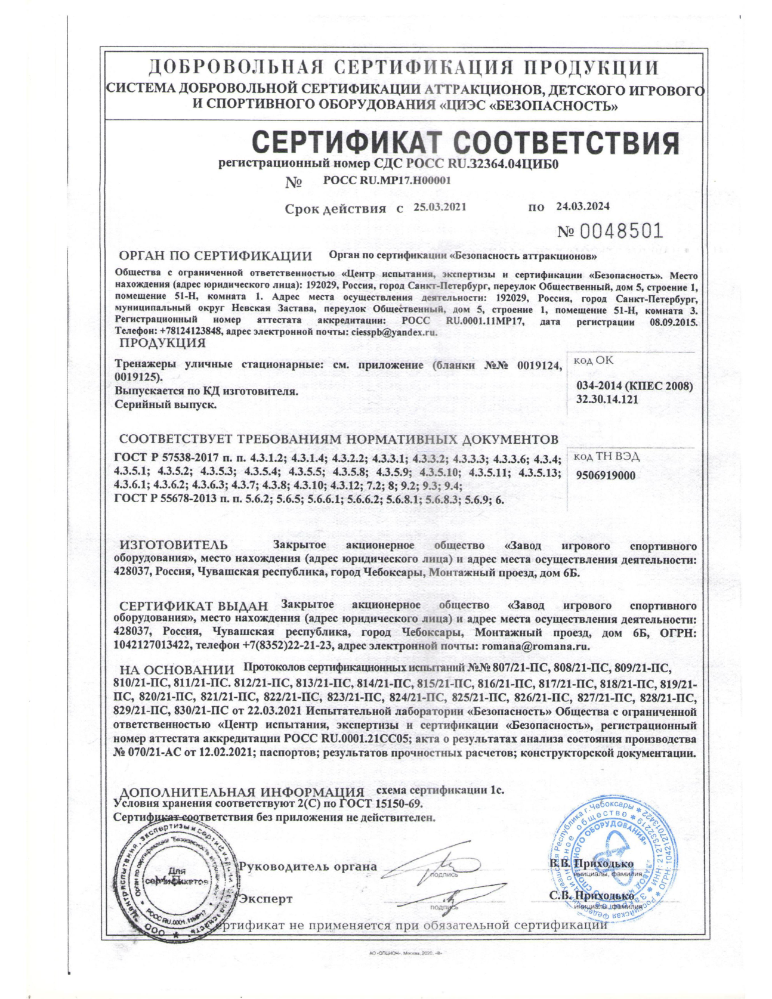 ДОБРОВОЛЬНАЯ СЕРТИФИКАЦИЯ ПРОДУКЦИИ
СИСТЕМА ДОБРОВОЛЬНОЙ СЕРТИФИКАЦИИ АТТРАКЦИОНОВ, ДЕТСКОГО ИГРОВОГО
И СПОРТИВНОГО ОБОРУДОВАНИЯ «ЦИЭС «БЕЗОПАСНОСТЬ»
СЕРТИФИКАТ СООТВЕТСТВИЯ
регистрационный номер СДС РОСС RU.32364.04ЦИБ0
№ РОСС RU.МР17.Н00001
Срок действия с 25.03.2021 по 24.03.2024
№ 0048501
ОРГАН ПО СЕРТИФИКАЦИИ Орган по сертификации «Безопасность аттракционов»
Общества с ограниченной ответственностью «Центр испытания, экспертизы и сертификации «Безопасность». Место
нахождения (адрес юридического лица): 192029, Россия, город Санкт-Петербург, переулок Общественный, дом 5, строение 1,
помещение 51-Н, комната 1. Адрес места осуществления деятельности: 192029, Россия, город Санкт-Петербург,
муниципальный округ Невская Застава, переулок Общественный, дом 5, строение 1, помещение 51-Н, комната 3.
Регистрационный номер аттестата аккредитации: РОСС RU.0001.11МР17, дата регистрации 08.09.2015.
Телефон: +78124123848, адрес электронной почты: ciesspb@yandex.ru.
ПРОДУКЦИЯ
Тренажеры уличные стационарные: см. приложение (бланки №№ 0019124,
0019125).
Выпускается по КД изготовителя.
Серийный выпуск.
код ОК
034-2014 (КПЕС 2008)
32.30.14.121
СООТВЕТСТВУЕТ ТРЕБОВАНИЯМ НОРМАТИВНЫХ ДОКУМЕНТОВ
ГОСТ Р 57538-2017 п. п. 4.3.1.2; 4.3.1.4; 4.3.2.2; 4.3.3.1; 4.3.3.2; 4.3.3.3; 4.3.3.6; 4.3.4;
4.3.5.1; 4.3.5.2; 4.3.5.3; 4.3.5.4; 4.3.5.5; 4.3.5.8; 4.3.5.9; 4.3.5.10; 4.3.5.11; 4.3.5.13;
4.3.6.1; 4.3.6.2; 4.3.6.3; 4.3.7; 4.3.8; 4.3.10; 4.3.12; 7.2; 8; 9.2; 9.3; 9.4;
ГОСТ Р 55678-2013 п. п. 5.6.2; 5.6.5; 5.6.6.1; 5.6.6.2; 5.6.8.1; 5.6.8.3; 5.6.9; 6.
код ТН ВЭД
9506919000
ИЗГОТОВИТЕЛЬ Закрытое акционерное общество «Завод игрового спортивного
оборудования», место нахождения (адрес юридического лица) и адрес места осуществления деятельности:
428037, Россия, Чувашская республика, город Чебоксары, Монтажный проезд, дом 6Б.
СЕРТИФИКАТ ВЫДАН Закрытое акционерное общество «Завод игрового спортивного
оборудования», место нахождения (адрес юридического лица) и адрес места осуществления деятельности:
428037, Россия, Чувашская республика, город Чебоксары, Монтажный проезд, дом 6Б, ОГРН:
1042127013422, телефон +7(8352)22-21-23, адрес электронной почты: romana@romana.ru.
НА ОСНОВАНИИ Протоколов сертификационных испытаний №№ 807/21-ПС, 808/21-ПС, 809/21-ПС,
810/21-ПС, 811/21-ПС. 812/21-ПС, 813/21-ПС, 814/21-ПС, 815/21-ПС, 816/21-ПС, 817/21-ПС, 818/21-ПС, 819/21-
ПС, 820/21-ПС, 821/21-ПС, 822/21-ПС, 823/21-ПС, 824/21-ПС, 825/21-ПС, 826/21-ПС, 827/21-ПС, 828/21-ПС,
829/21-ПС, 830/21-ПС от 22.03.2021 Испытательной лаборатории «Безопасность» Общества с ограниченной
ответственностью «Центр испытания, экспертизы и сертификации «Безопасность», регистрационный
номер аттестата аккредитации РОСС RU.0001.21СС05; акта о результатах анализа состояния производства
№ 070/21-АС от 12.02.2021; паспортов; результатов прочностных расчетов; конструкторской документации.
ДОПОЛНИТЕЛЬНАЯ ИНФОРМАЦИЯ схема сертификации 1с.
Условия хранения соответствуют 2(С) по ГОСТ 15150-69.
Сертификат соответствия без приложения не действителен.
Для
сертификатов
М.П.
РОСС RU.0001.11МР17
Руководитель органа
подпись
В.В. Приходько
инициалы, фамилия
Эксперт
подпись
С.В. Приходько
инициалы, фамилия
Российская Федерация * Чувашская Республика г.Чебоксары * ОГРН: 1042127013422
Закрытое акционерное общество * ИНН: 2127332219
ертификат не применяется при обязательной сертификации
АО «ОПЦИОН», Москва, 2020, «В»